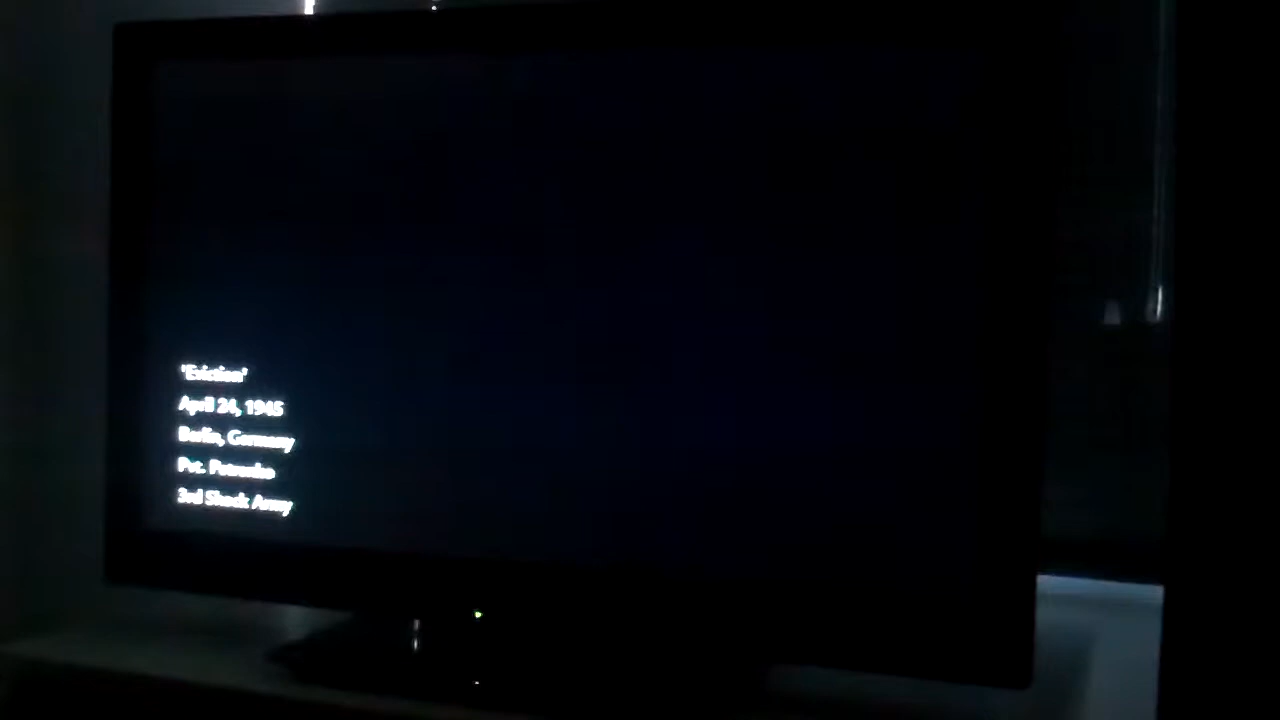 'Eviction'
April 24, 1945
Berlin, Germany
Pvt. Petrenko
3rd Shock Army